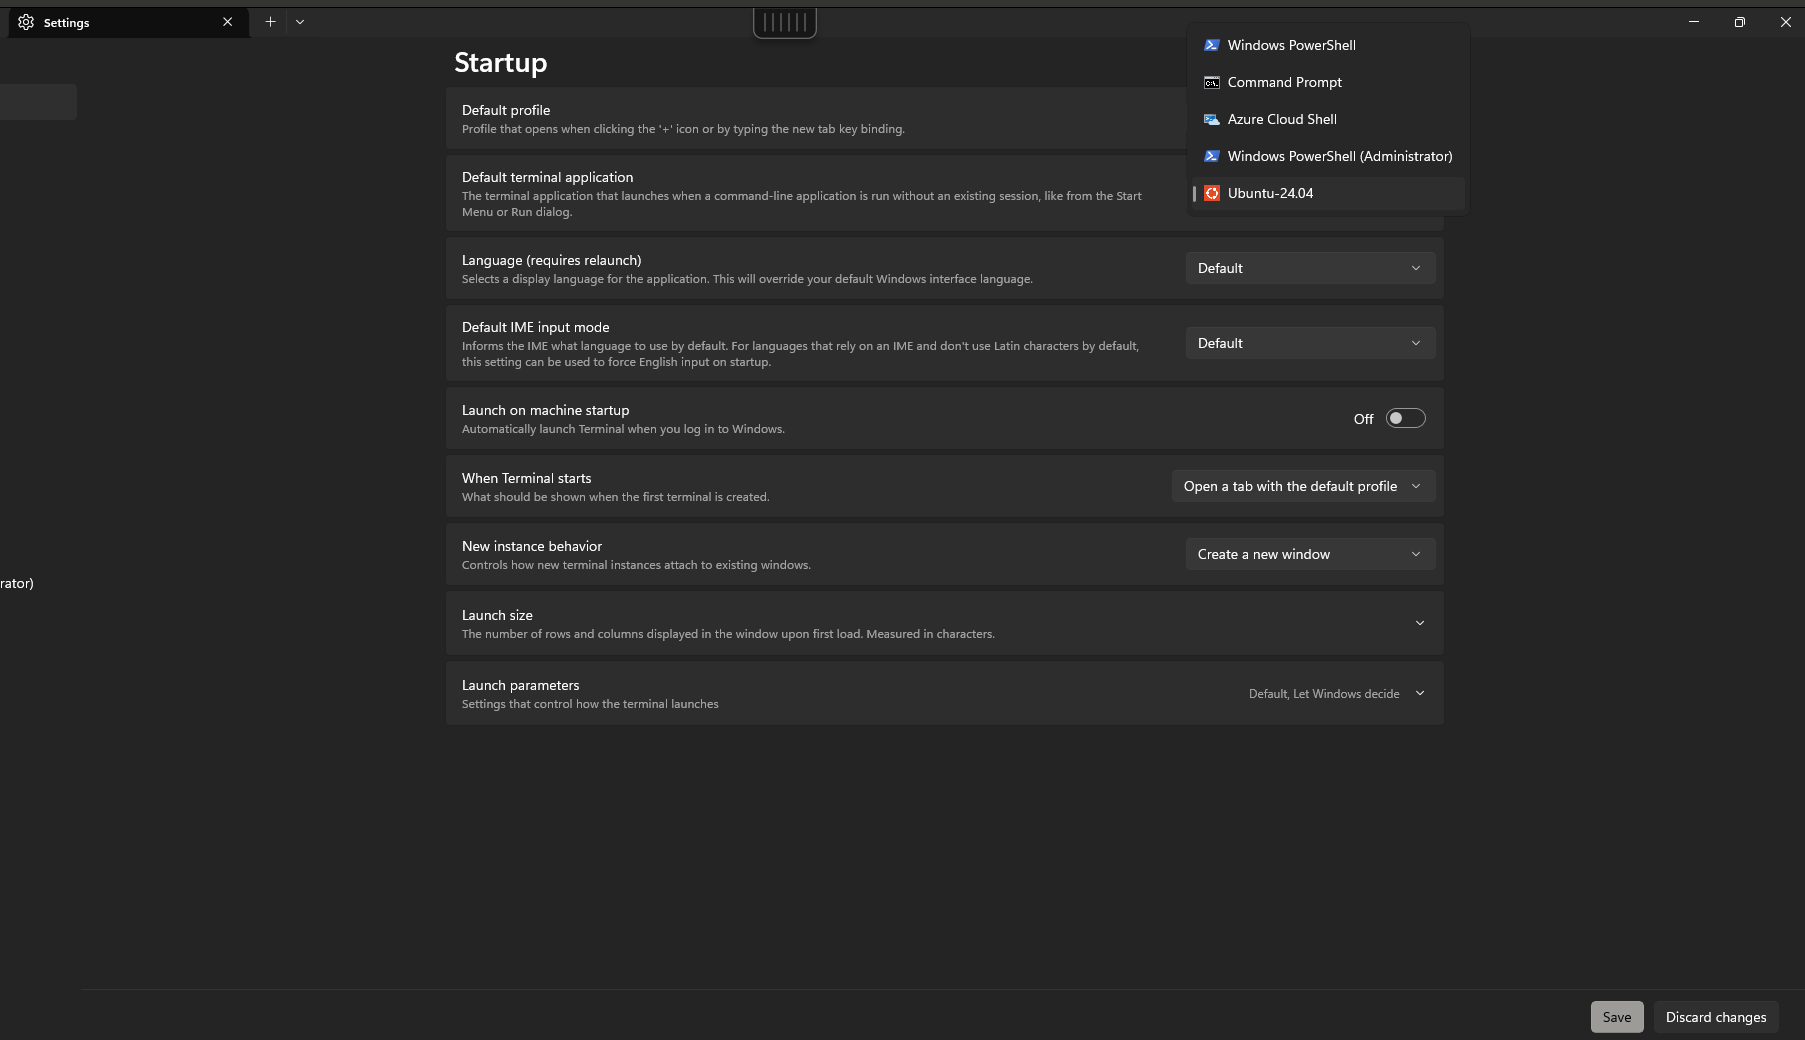 Settings
Startup
Windows PowerShell
Command Prompt
Azure Cloud Shell
Windows PowerShell (Administrator)
Ubuntu-24.04
Default profile
Profile that opens when clicking the '+' icon or by typing the new tab key binding.
Default terminal application
The terminal application that launches when a command-line application is run without an existing session, like from the Start
Menu or Run dialog.
Language (requires relaunch)
Selects a display language for the application. This will override your default Windows interface language.
Default
Default IME input mode
Informs the IME what language to use by default. For languages that rely on an IME and don't use Latin characters by default,
this setting can be used to force English input on startup.
Default
Launch on machine startup
Automatically launch Terminal when you log in to Windows.
Off
When Terminal starts
What should be shown when the first terminal is created.
Open a tab with the default profile
New instance behavior
Controls how new terminal instances attach to existing windows.
Create a new window
rator)
Launch size
The number of rows and columns displayed in the window upon first load. Measured in characters.
Launch parameters
Settings that control how the terminal launches
Default, Let Windows decide
Save
Discard changes